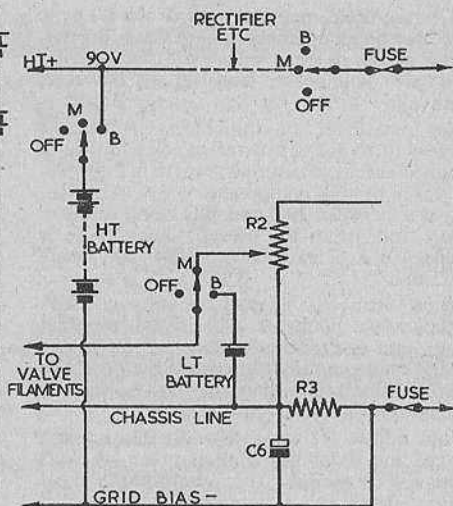 RECTIFIER
ETC
B
HT+
90V
M
FUSE
OFF
M
OFF
B
HT
BATTERY
R2
M
OFF
B
TO
VALVE
FILAMENTS
LT
BATTERY
R3
FUSE
CHASSIS LINE
C6
GRID BIAS −